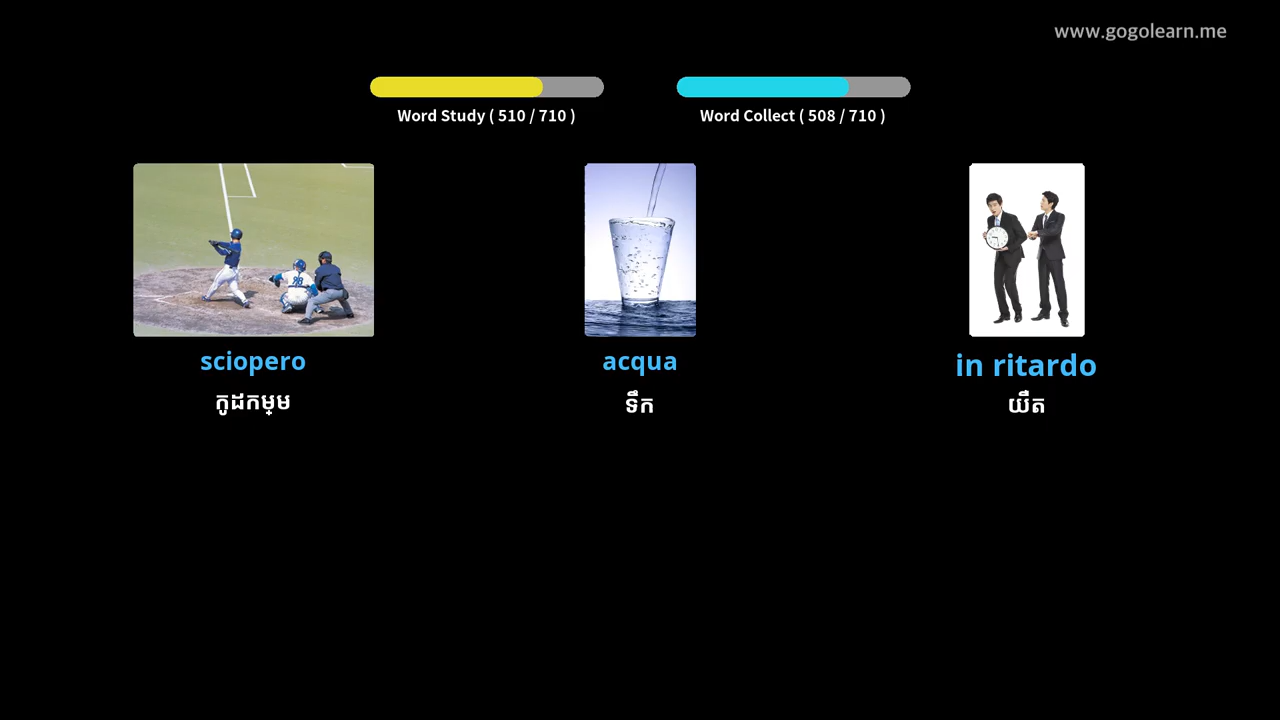 www.gogolearn.me
Word Study ( 510 / 710 )
Word Collect ( 508 / 710 )
sciopero
acqua
in ritardo
កូដកម្ម
ទឹក
យឺត